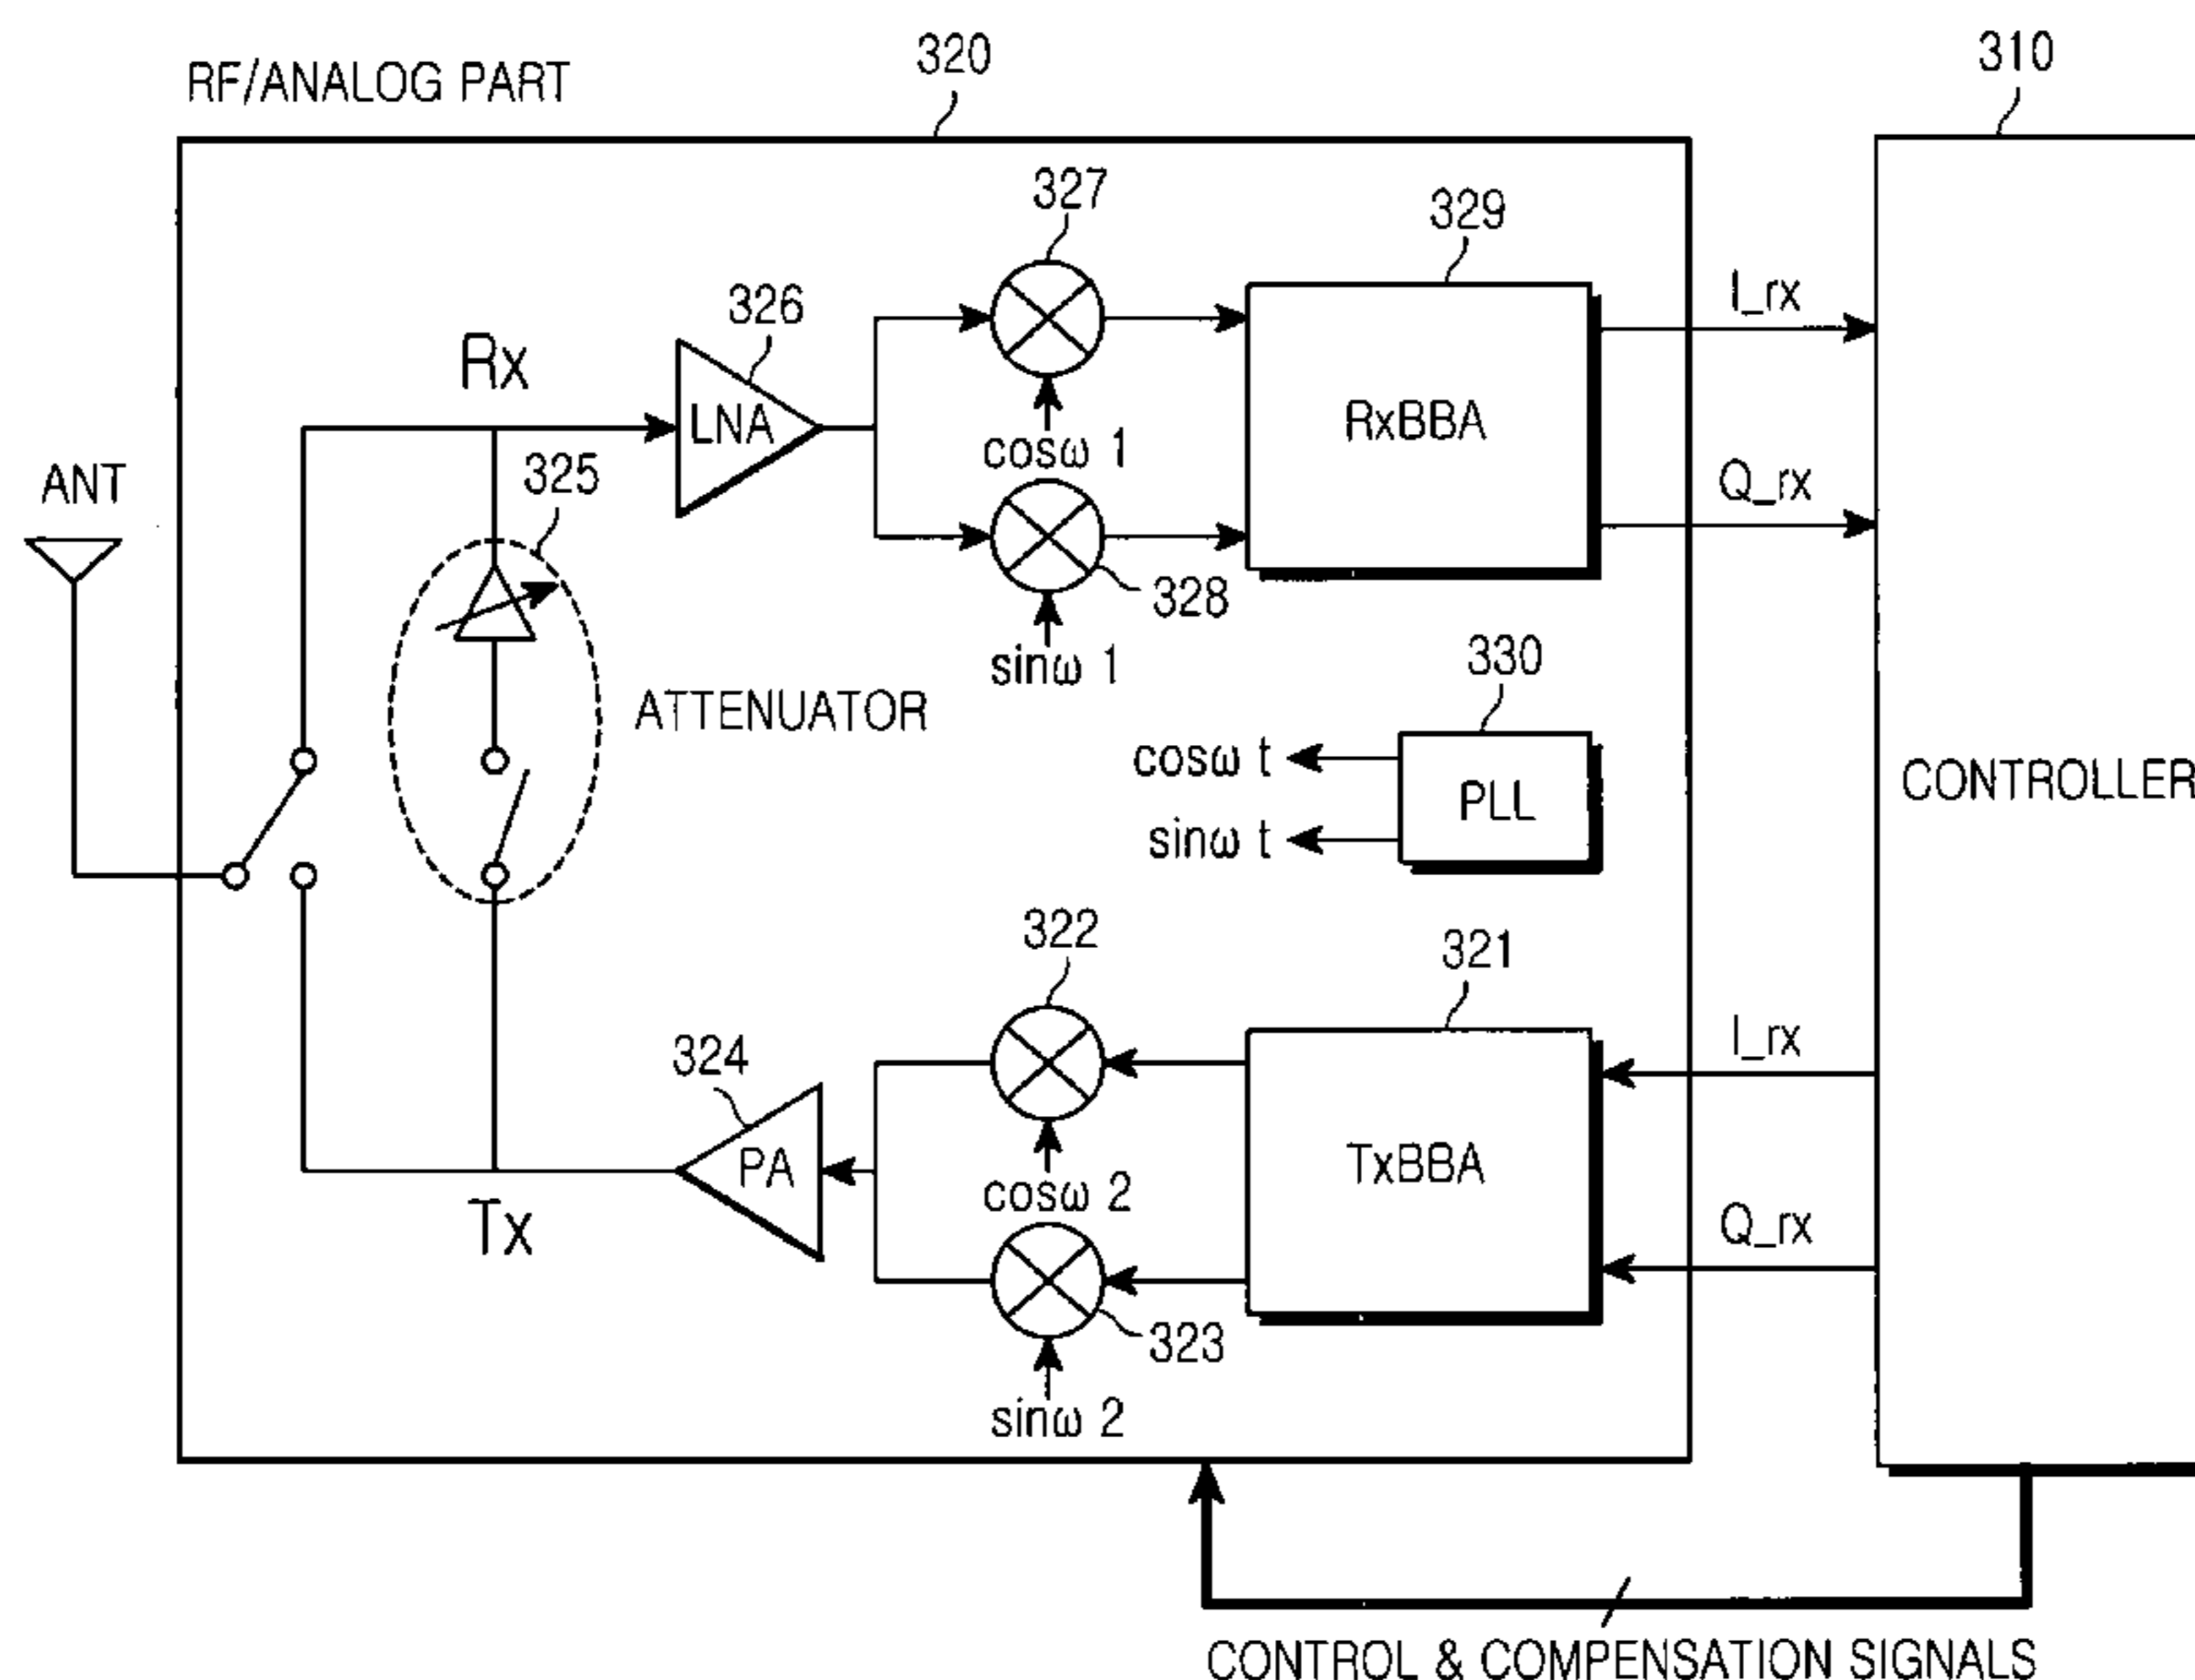 320
310
RF/ANALOG PART
327
329
326
I_rx
Rx
LNA
RxBBA
cosω 1
325
ANT
Q_rx
328
sinω 1
330
ATTENUATOR
cosω t
PLL
CONTROLLER
sinω t
322
321
324
I_rx
PA
TxBBA
cosω 2
Tx
Q_rx
323
sinω 2
CONTROL & COMPENSATION SIGNALS